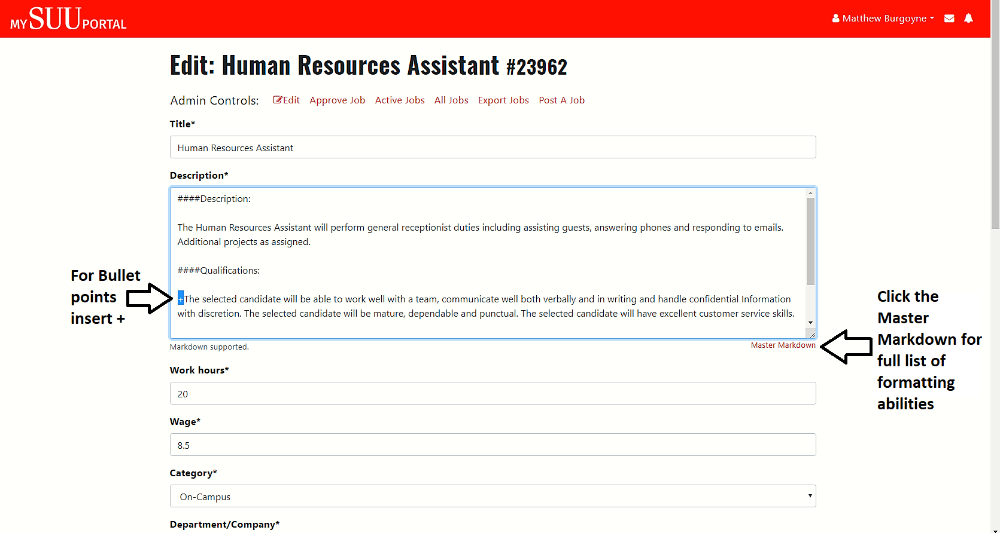 MY SUU PORTAL
Matthew Burgoyne
Edit: Human Resources Assistant #23962
Admin Controls: Edit Approve Job Active Jobs All Jobs Export Jobs Post A Job
Title*
Human Resources Assistant
Description*
####Description:
The Human Resources Assistant will perform general receptionist duties including assisting guests, answering phones and responding to emails.
Additional projects as assigned.
####Qualifications:
+The selected candidate will be able to work well with a team, communicate well both verbally and in writing and handle confidential Information
with discretion. The selected candidate will be mature, dependable and punctual. The selected candidate will have excellent customer service skills.
For Bullet
points
insert +
Markdown supported.
Master Markdown
Click the
Master
Markdown for
full list of
formatting
abilities
Work hours*
20
Wage*
8.5
Category*
On-Campus
Department/Company*